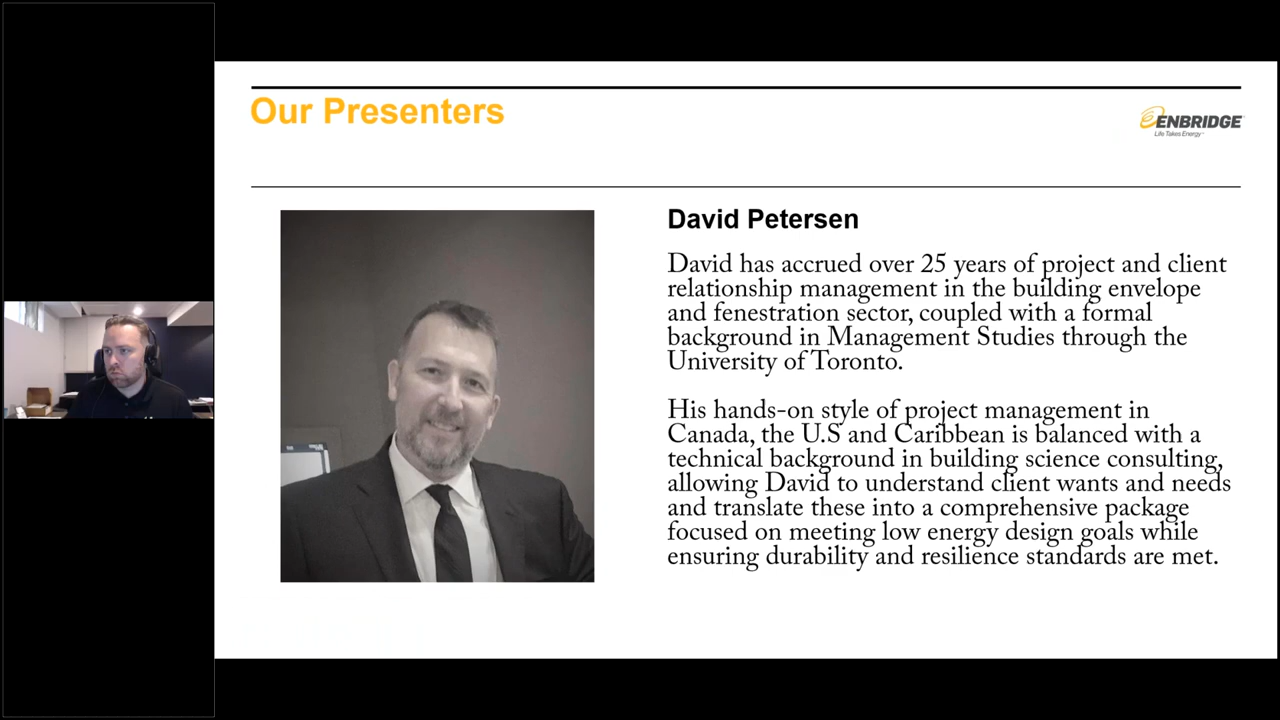 Our Presenters
ENBRIDGE
Life Takes Energy™
David Petersen
David has accrued over 25 years of project and client
relationship management in the building envelope
and fenestration sector, coupled with a formal
background in Management Studies through the
University of Toronto.
His hands-on style of project management in
Canada, the U.S and Caribbean is balanced with a
technical background in building science consulting,
allowing David to understand client wants and needs
and translate these into a comprehensive package
focused on meeting low energy design goals while
ensuring durability and resilience standards are met.